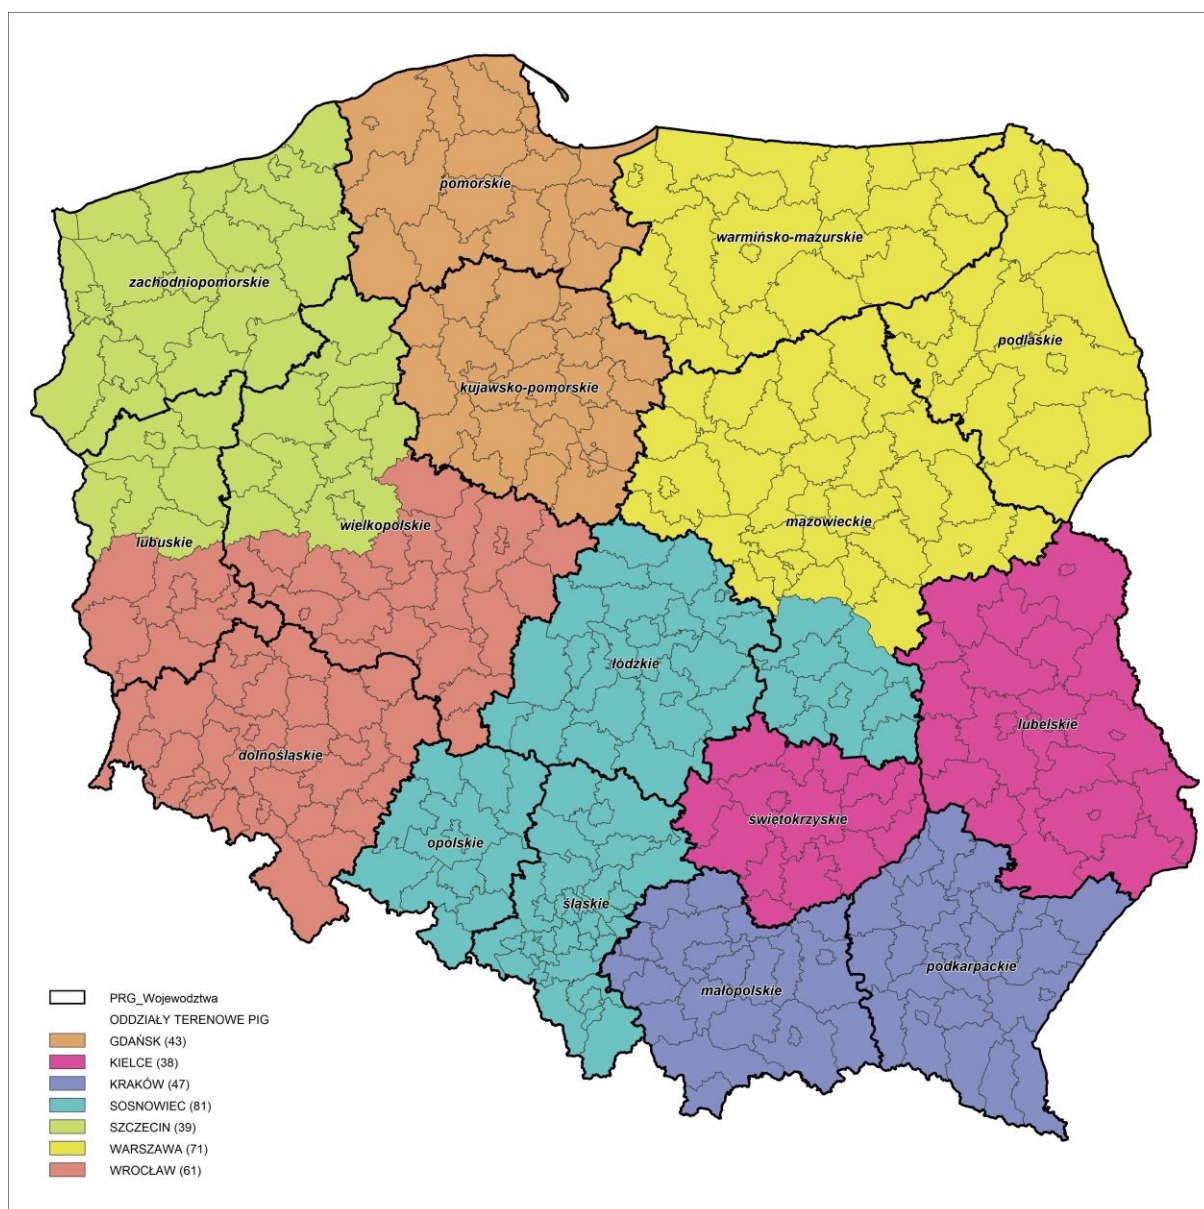 pomorskie
warmińsko-mazurskie
zachodniopomorskie
podlaskie
kujawsko-pomorskie
wielkopolskie
mazowieckie
lubuskie
łódzkie
lubelskie
dolnośląskie
świętokrzyskie
opolskie
śląskie
podkarpackie
małopolskie
PRG_Wojewodztwa
ODDZIAŁY TERENOWE PIG
GDAŃSK (43)
KIELCE (38)
KRAKÓW (47)
SOSNOWIEC (81)
SZCZECIN (39)
WARSZAWA (71)
WROCŁAW (61)